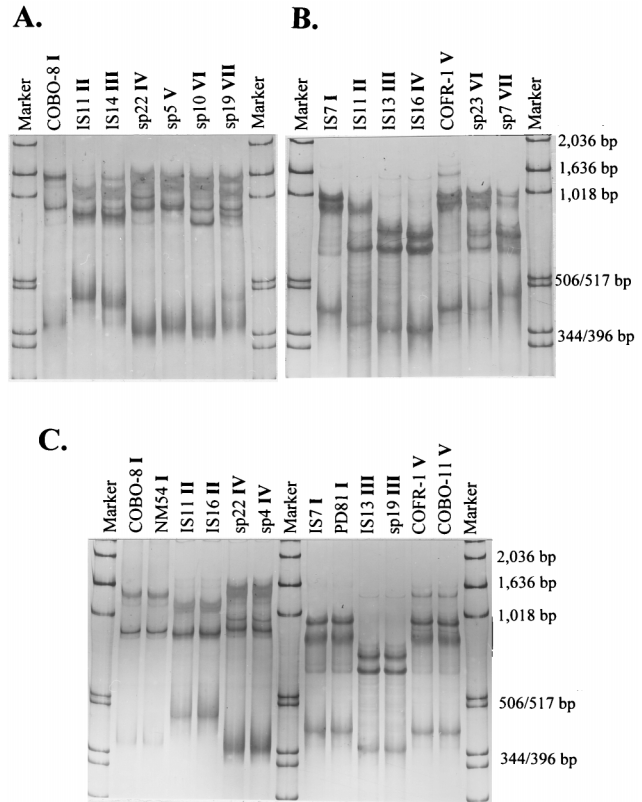 A.
Marker
COBO-8 I
IS11 II
IS14 III
sp22 IV
sp5 V
sp10 VI
sp19 VII
Marker
B.
Marker
IS7 I
IS11 II
IS13 III
IS16 IV
COFR-1 V
sp23 VI
sp7 VII
Marker
2,036 bp
1,636 bp
1,018 bp
506/517 bp
344/396 bp
C.
Marker
COBO-8 I
NM54 I
IS11 II
IS16 II
sp22 IV
sp4 IV
Marker
IS7 I
PD81 I
IS13 III
sp19 III
COFR-1 V
COBO-11 V
Marker
2,036 bp
1,636 bp
1,018 bp
506/517 bp
344/396 bp